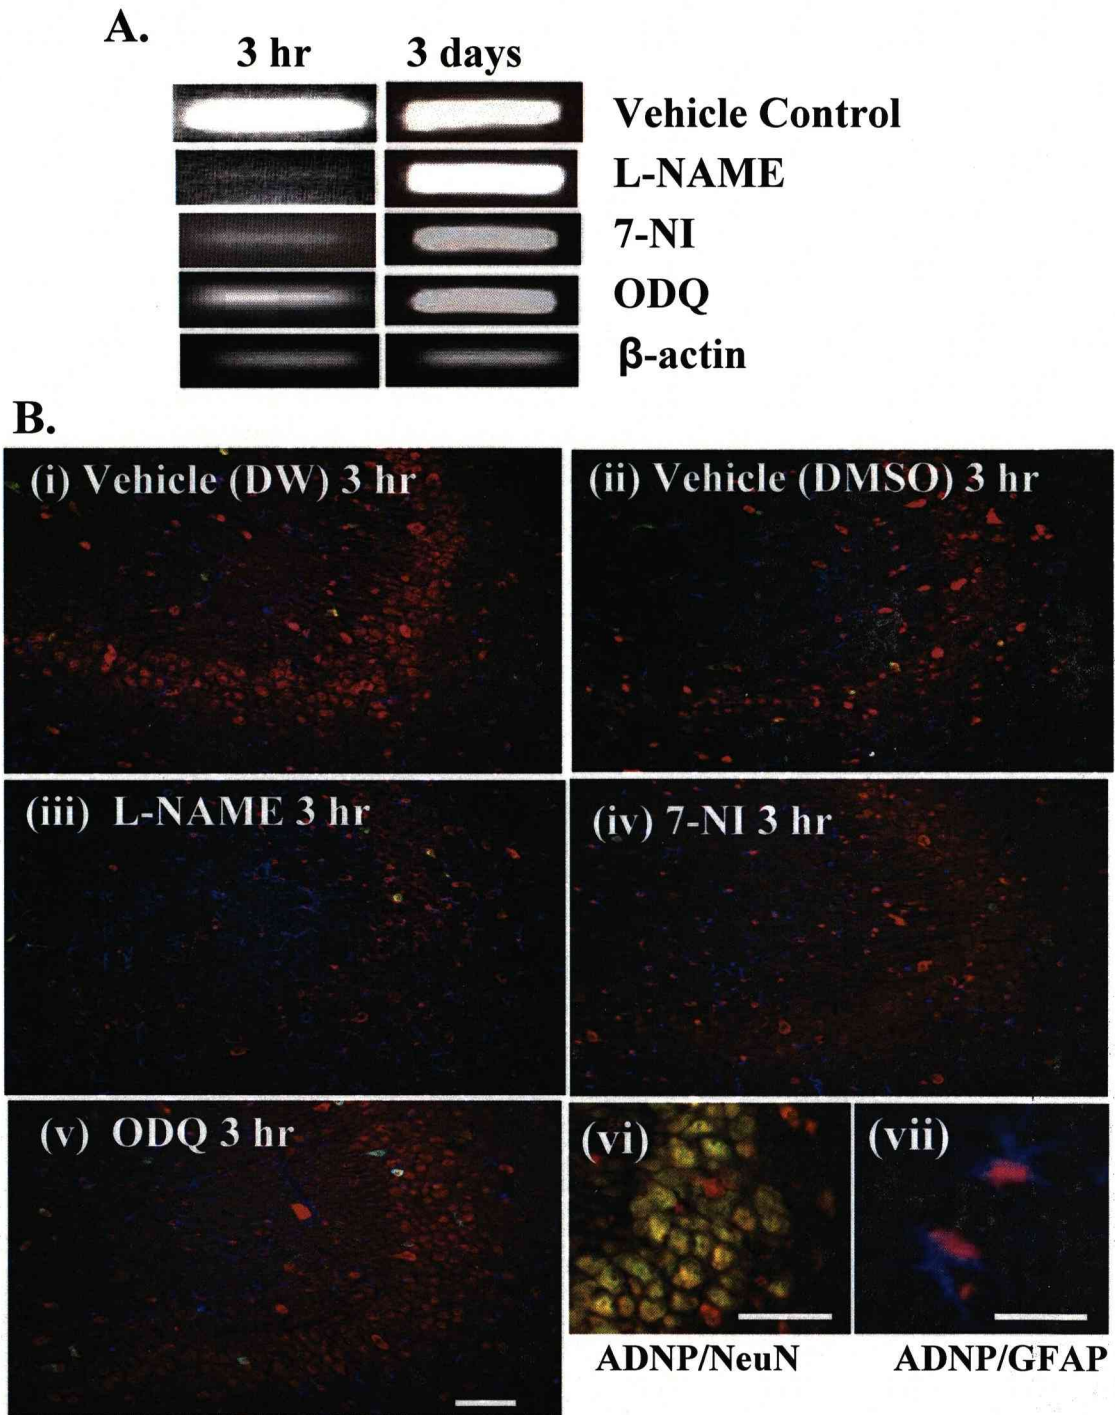 A.
3 hr 3 days
Vehicle Control
L-NAME
7-NI
ODQ
β-actin
B.
(i) Vehicle (DW) 3 hr
(ii) Vehicle (DMSO) 3 hr
(iii) L-NAME 3 hr
(iv) 7-NI 3 hr
(v) ODQ 3 hr
(vi)
(vii)
ADNP/NeuN
ADNP/GFAP